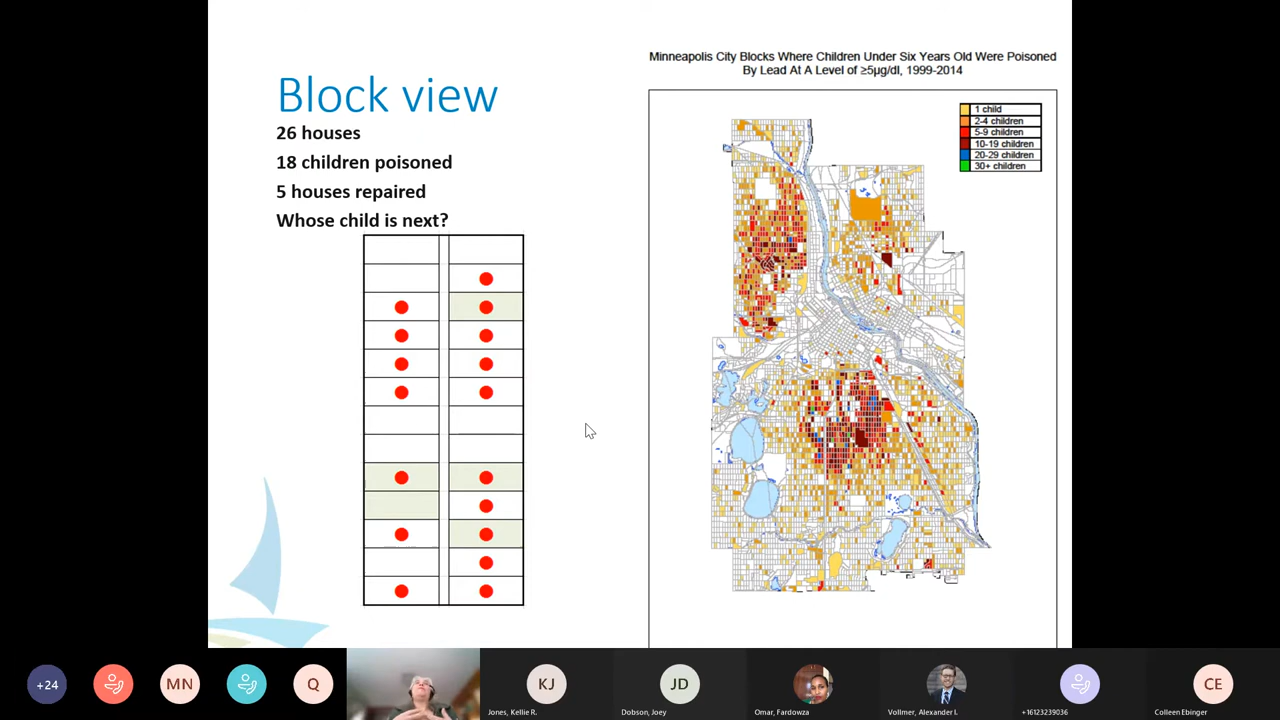 Block view
26 houses
18 children poisoned
5 houses repaired
Whose child is next?
Minneapolis City Blocks Where Children Under Six Years Old Were Poisoned
By Lead At A Level of ≥5µg/dl, 1999-2014
1 child
2-4 children
5-9 children
10-19 children
20-29 children
30+ children
+24
MN
Q
KJ
JD
CE
Jones, Kellie R.
Dobson, Joey
Omar, Fardowza
Vollmer, Alexander I.
+16123239036
Colleen Ebinger